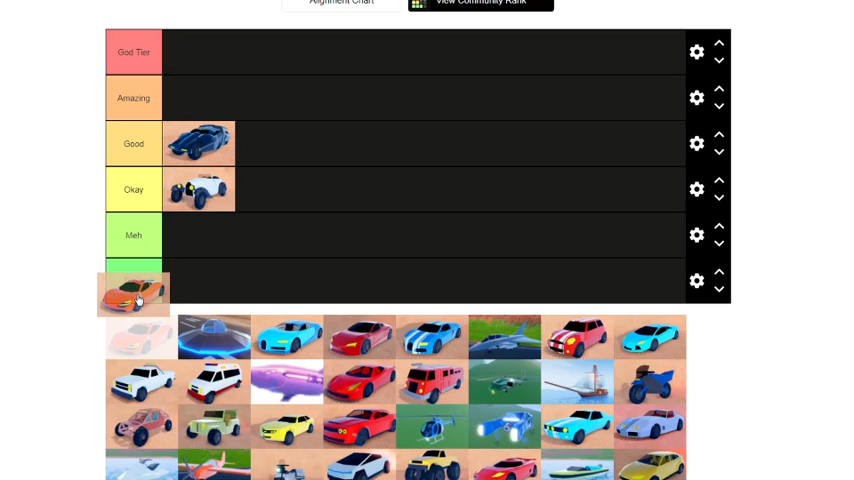 Alignment Chart
View Community Rank
God Tier
Amazing
Good
Okay
Meh